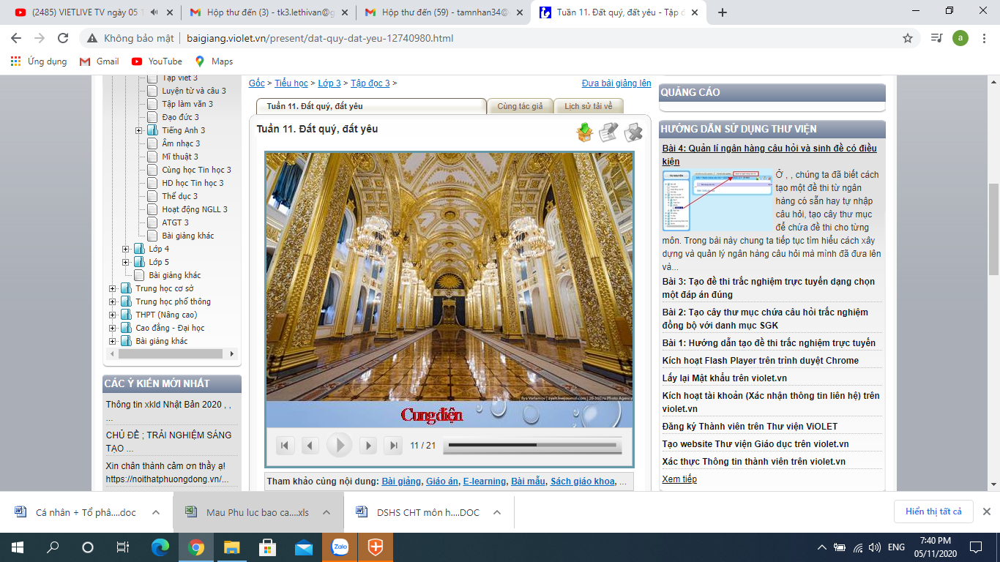 (2485) VIETLIVE TV ngày 05 1
Hộp thư đến (3) - tk3.lethivan@g
Hộp thư đến (59) - tamnhan34@
Tuần 11. Đất quý, đất yêu - Tập đ
Không bảo mật
baigiang.violet.vn/present/dat-quy-dat-yeu-12740980.html
a
Ứng dụng
Gmail
YouTube
Maps
Tập viết 3
Luyện từ và câu 3
Tập làm văn 3
Đạo đức 3
Tiếng Anh 3
Âm nhạc 3
Mĩ thuật 3
Cùng học Tin học 3
HD học Tin học 3
Thể dục 3
Hoạt động NGLL 3
ATGT 3
Bài giảng khác
Lớp 4
Lớp 5
Bài giảng khác
Trung học cơ sở
Trung học phổ thông
THPT (Nâng cao)
Cao đẳng - Đại học
Bài giảng khác
CÁC Ý KIẾN MỚI NHẤT
Thông tin xkld Nhật Bản 2020 , ,
...
CHỦ ĐỀ ; TRẢI NGHIỆM SÁNG
TẠO ...
Xin chân thành cảm ơn thầy ạ!
https://noithatphuongdong.vn/...
Gốc > Tiểu học > Lớp 3 > Tập đọc 3 >
Đưa bài giảng lên
Tuần 11. Đất quý, đất yêu
Cùng tác giả
Lịch sử tải về
Tuần 11. Đất quý, đất yêu
Ilya Varlamov | zyalt.livejournal.com | 28-300.ru Photo Agency
Cung điện
11 / 21
Tham khảo cùng nội dung: Bài giảng, Giáo án, E-learning, Bài mẫu, Sách giáo khoa, ...
QUẢNG CÁO
HƯỚNG DẪN SỬ DỤNG THƯ VIỆN
Bài 4: Quản lí ngân hàng câu hỏi và sinh đề có điều
kiện
Ở , , chúng ta đã biết cách
tạo một đề thi từ ngân
hàng có sẵn hay tự nhập
câu hỏi, tạo cây thư mục
để chứa đề thi cho từng
môn. Trong bài này chung ta tiếp tục tìm hiểu cách xây
dựng và quản lý ngân hàng câu hỏi mà mình đã đưa lên
và...
Bài 3: Tạo đề thi trắc nghiệm trực tuyến dạng chọn
một đáp án đúng
Bài 2: Tạo cây thư mục chứa câu hỏi trắc nghiệm
đồng bộ với danh mục SGK
Bài 1: Hướng dẫn tạo đề thi trắc nghiệm trực tuyến
Kích hoạt Flash Player trên trình duyệt Chrome
Lấy lại Mật khẩu trên violet.vn
Kích hoạt tài khoản (Xác nhận thông tin liên hệ) trên
violet.vn
Đăng ký Thành viên trên Thư viện ViOLET
Tạo website Thư viện Giáo dục trên violet.vn
Xác thực Thông tin thành viên trên violet.vn
Xem tiếp
Cá nhân + Tổ phâ....doc
Mau Phu luc bao ca....xls
DSHS CHT môn h....DOC
Hiển thị tất cả
Zalo
ENG
7:40 PM
05/11/2020